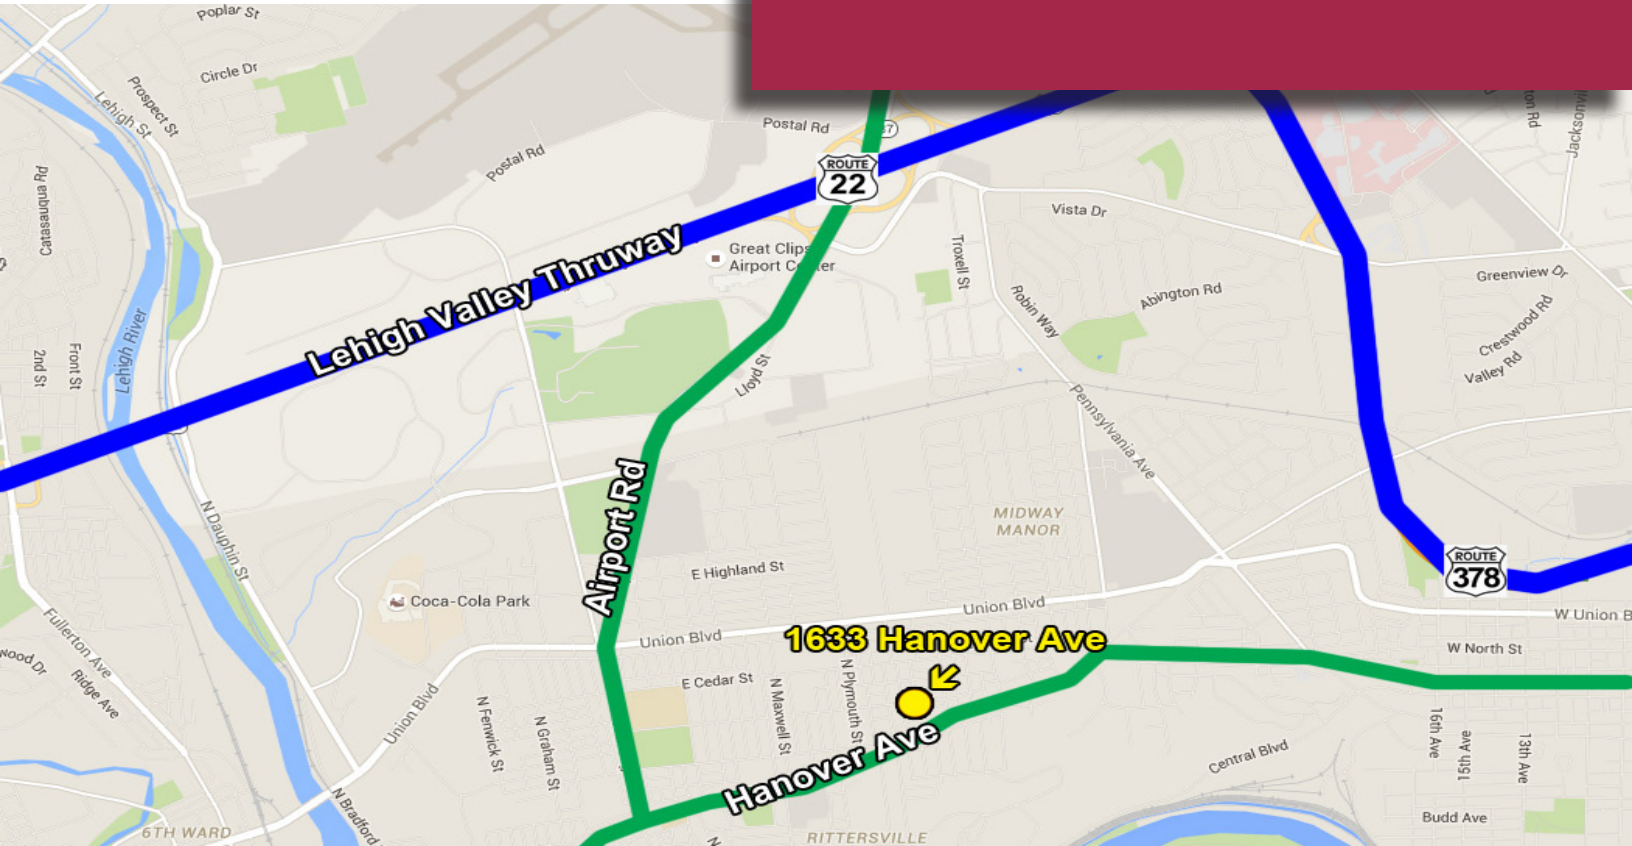 Poplar St
Circle Dr
Prospect St
Lehigh St
Postal Rd
Postal Rd
ROUTE
22
Lehigh Valley Thruway
Great Clips
Vista Dr
Troxell St
Jacksonvil
ton Rd
Greenview Dr
Abington Rd
Robin Way
Crestwood Rd
Valley Rd
Catasauqua Rd
Lehigh River
Front St
2nd St
Lloyd St
Pennsylvania Ave
Airport Rd
N Dauphin St
MIDWAY
MANOR
E Highland St
Coca-Cola Park
ROUTE
378
Union Blvd
Union Blvd
W Union B
1633 Hanover Ave
W North St
Fullerton Ave
wood Dr
Ridge Ave
E Cedar St
Union Blvd
N Fenwick St
N Graham St
N Maxwell St
N Plymouth St
Hanover Ave
Central Blvd
16th Ave
15th Ave
13th Ave
N Bradford
6TH WARD
RITTERSVILLE
Budd Ave